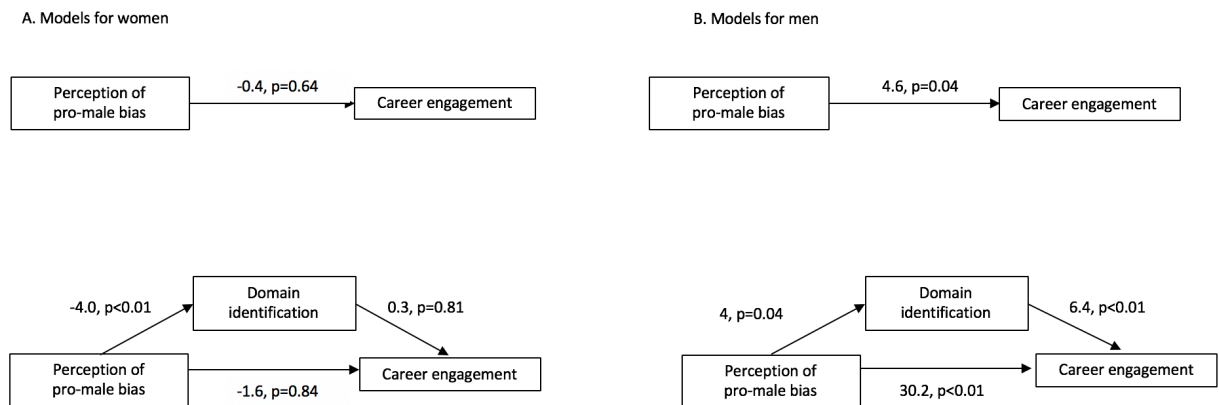 A. Models for women
Perception of
pro-male bias
-0.4, p=0.64
Career engagement
Domain
identification
-4.0, p<0.01
0.3, p=0.81
Perception of
pro-male bias
-1.6, p=0.84
Career engagement
B. Models for men
Perception of
pro-male bias
4.6, p=0.04
Career engagement
Domain
identification
4, p=0.04
6.4, p<0.01
Perception of
pro-male bias
30.2, p<0.01
Career engagement